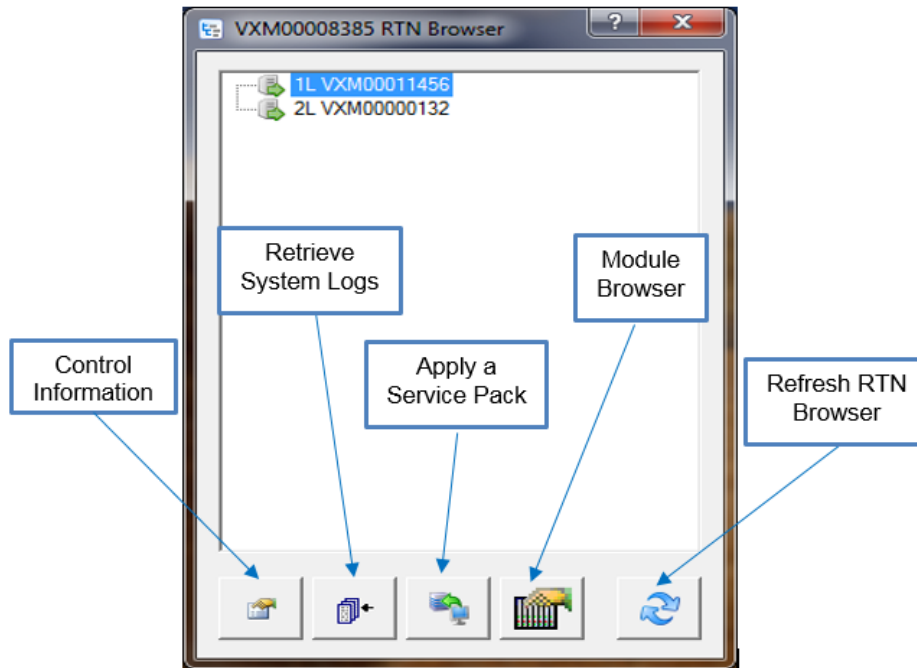 VXM00008385 RTN Browser
?
X
1L VXM00011456
2L VXM00000132
Retrieve
System Logs
Module
Browser
Control
Information
Apply a
Service Pack
Refresh RTN
Browser